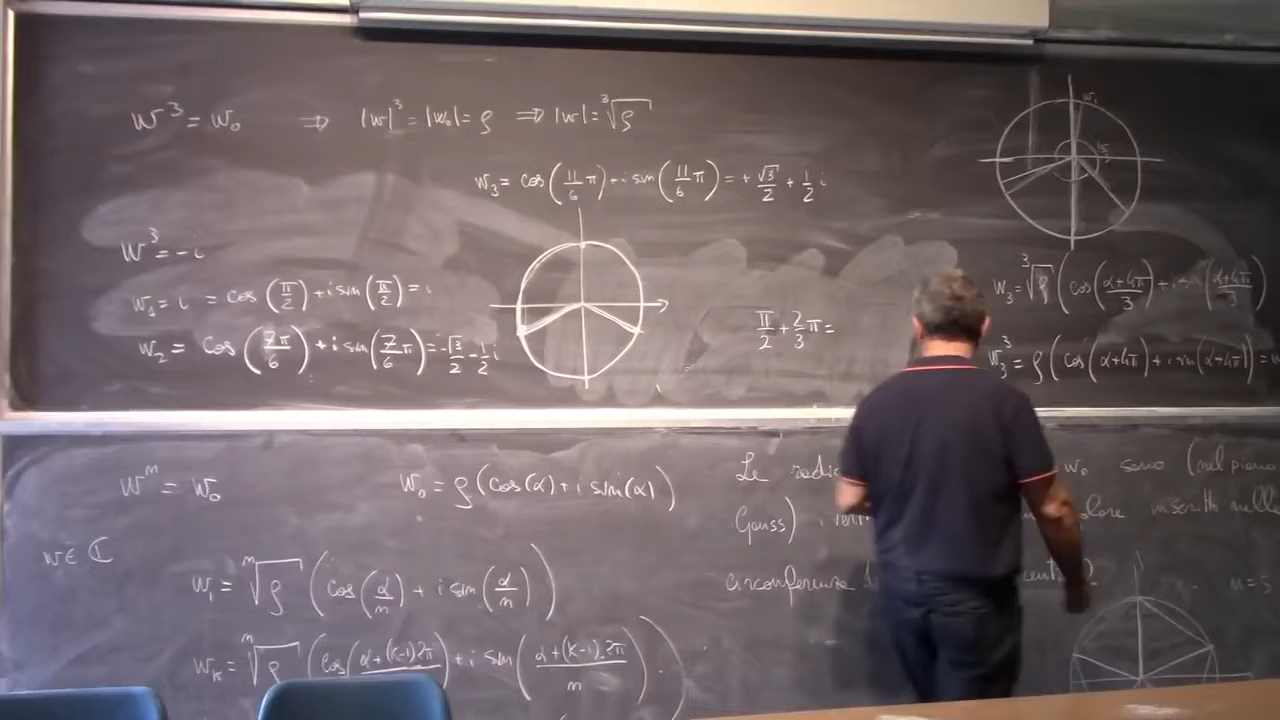 w³ = w₀ ⇒ |w|³ = |w₀| = ρ ⇒ |w| = ∛ρ
w₃ = cos(11/6 π) + i sin(11/6 π) = + √3/2 + 1/2 i
w³ = -i
w₁ = i = cos(π/2) + i sin(π/2) = i
w₂ = cos(7π/6) + i sin(7/6 π) = -√3/2 - 1/2 i
π/2 + 2/3 π =
w₁
w₃ = ∛ρ (cos((α+4π)/3) + i sin((α+4π)/3)
w₃³ = ρ (cos(α+4π) + i sin(α+4π)) =
wⁿ = w₀
w₀ = ρ (cos(α) + i sin(α))
w ∈ ℂ
w₁ = ⁿ√ρ (cos(α/n) + i sin(α/n))
wₖ = ⁿ√ρ (cos((α+(k-1)2π)/n) + i sin((α+(k-1)·2π)/n)
Le = w₀ sono (nel piano
Gauss) i inscritto nella
circonferenza
n=5